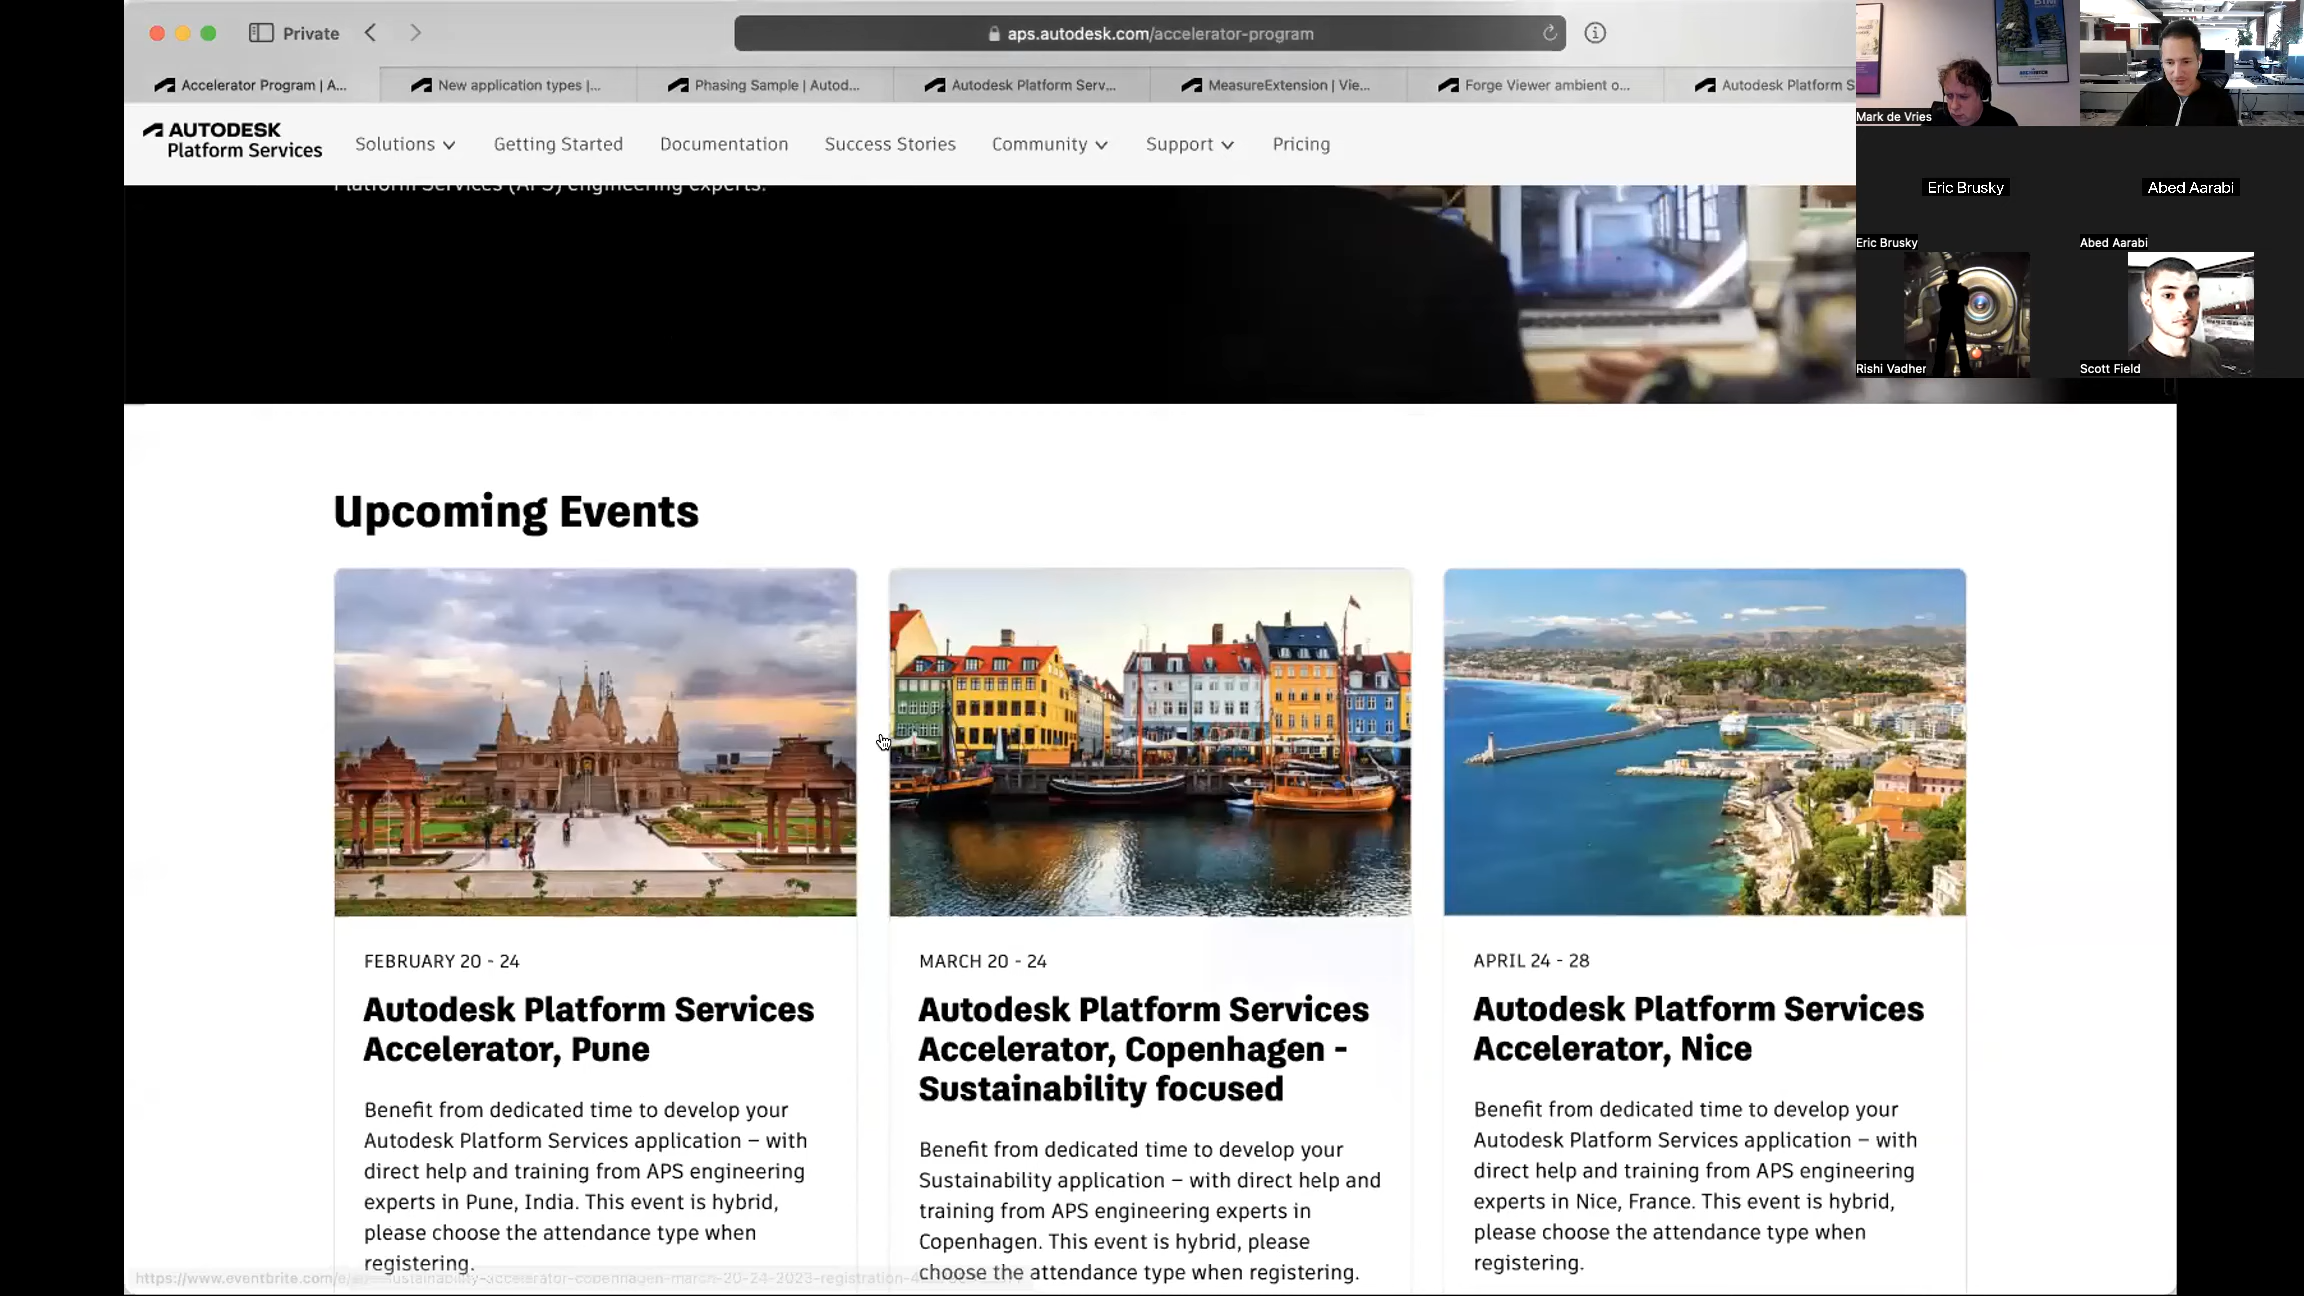 Private
aps.autodesk.com/accelerator-program
Accelerator Program | A...
New application types |...
Phasing Sample | Autod...
Autodesk Platform Serv...
MeasureExtension | Vie...
Forge Viewer ambient o...
Autodesk Platform S
AUTODESK
Platform Services
Solutions
Getting Started
Documentation
Success Stories
Community
Support
Pricing
Mark de Vries
Eric Brusky
Abed Aarabi
Eric Brusky
Abed Aarabi
Rishi Vadher
Scott Field
Platform Services (APS) engineering experts.
Upcoming Events
FEBRUARY 20 - 24
Autodesk Platform Services
Accelerator, Pune
Benefit from dedicated time to develop your
Autodesk Platform Services application – with
direct help and training from APS engineering
experts in Pune, India. This event is hybrid,
please choose the attendance type when
registering.
MARCH 20 - 24
Autodesk Platform Services
Accelerator, Copenhagen -
Sustainability focused
Benefit from dedicated time to develop your
Sustainability application – with direct help and
training from APS engineering experts in
Copenhagen. This event is hybrid, please
choose the attendance type when registering.
APRIL 24 - 28
Autodesk Platform Services
Accelerator, Nice
Benefit from dedicated time to develop your
Autodesk Platform Services application – with
direct help and training from APS engineering
experts in Nice, France. This event is hybrid,
please choose the attendance type when
registering.